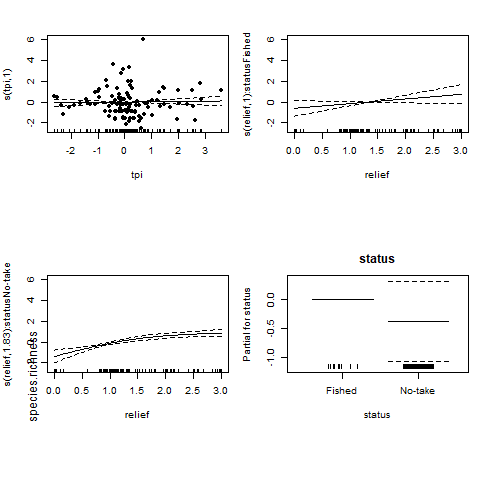 s(tpi,1)
6
4
2
0
-2
-2 -1 0 1 2 3
tpi
s(relief,1):statusFished
6
4
2
0
-2
0.0 0.5 1.0 1.5 2.0 2.5 3.0
relief
s(relief,1.83):statusNo-take
species.richness
6
4
2
0
0.0 0.5 1.0 1.5 2.0 2.5 3.0
relief
status
Partial for status
0.0
-0.5
-1.0
Fished No-take
status